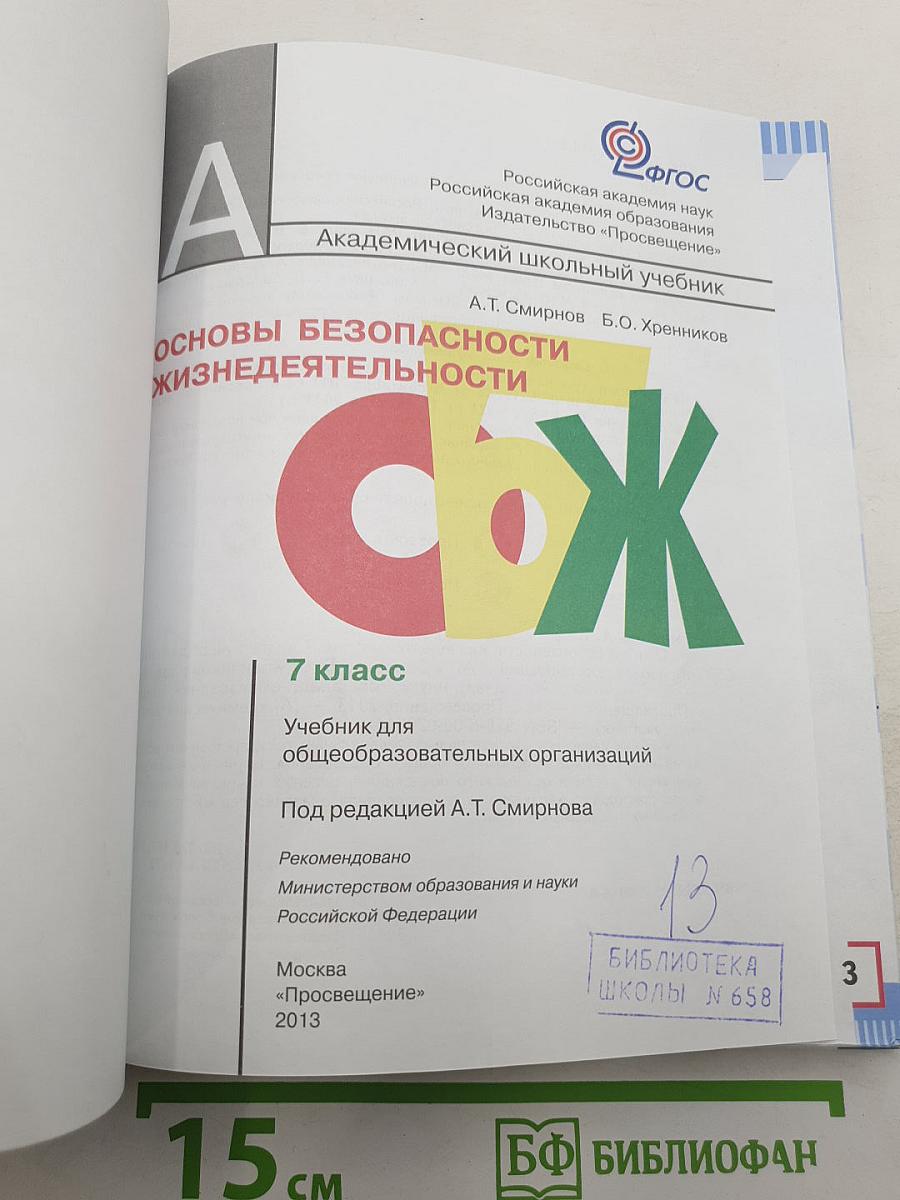 А
ФГОС
Российская академия наук
Российская академия образования
Издательство «Просвещение»
Академический школьный учебник
А.Т. Смирнов Б.О. Хренников
ОСНОВЫ БЕЗОПАСНОСТИ
ЖИЗНЕДЕЯТЕЛЬНОСТИ
ОБЖ
7 класс
Учебник для
общеобразовательных организаций
Под редакцией А.Т. Смирнова
Рекомендовано
Министерством образования и науки
Российской Федерации
13
БИБЛИОТЕКА
ШКОЛЫ N 658
3
Москва
«Просвещение»
2013
15 см
БФ БИБЛИОФАН